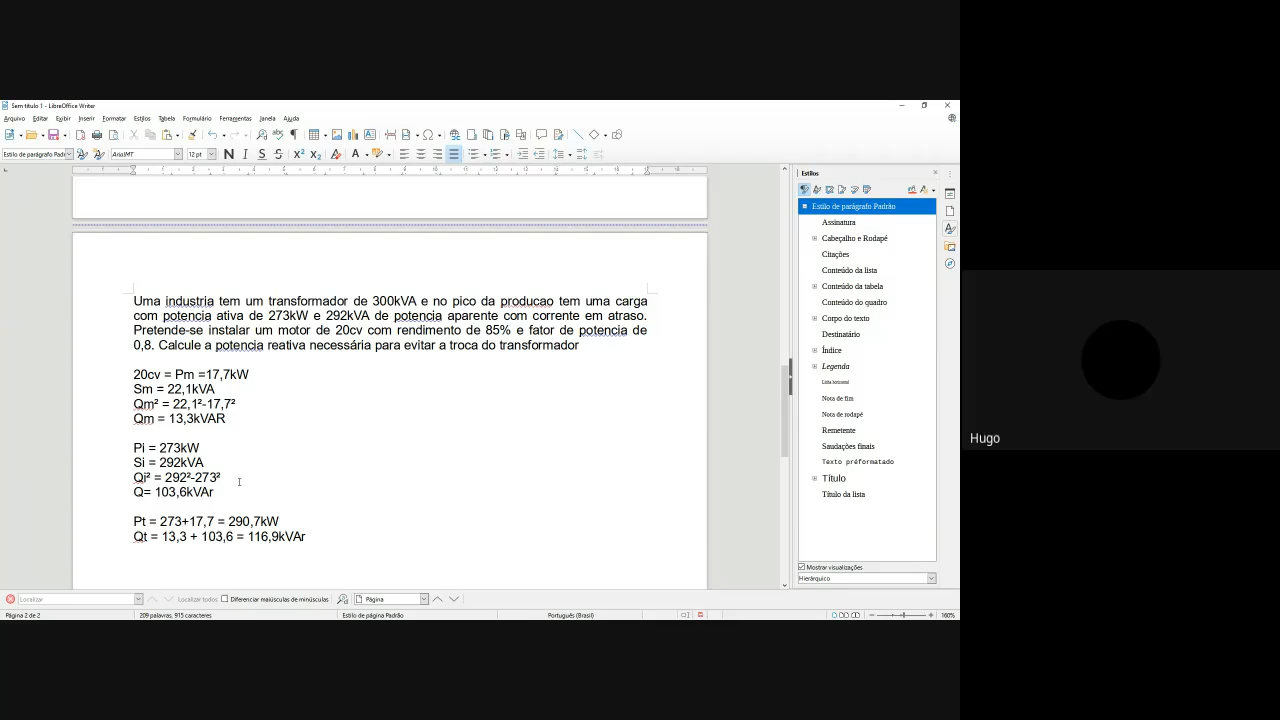 Sem título 1 - LibreOffice Writer
Arquivo Editar Exibir Inserir Formatar Estilos Tabela Formulário Ferramentas Janela Ajuda
Estilo de parágrafo Padr ArialMT 12 pt
Uma industria tem um transformador de 300kVA e no pico da producao tem uma carga
com potencia ativa de 273kW e 292kVA de potencia aparente com corrente em atraso.
Pretende-se instalar um motor de 20cv com rendimento de 85% e fator de potencia de
0,8. Calcule a potencia reativa necessária para evitar a troca do transformador
20cv = Pm =17,7kW
Sm = 22,1kVA
Qm² = 22,1²-17,7²
Qm = 13,3kVAR
Pi = 273kW
Si = 292kVA
Qi² = 292²-273²
Q= 103,6kVAr
Pt = 273+17,7 = 290,7kW
Qt = 13,3 + 103,6 = 116,9kVAr
Estilos
Estilo de parágrafo Padrão
Assinatura
Cabeçalho e Rodapé
Citações
Conteúdo da lista
Conteúdo da tabela
Conteúdo do quadro
Corpo do texto
Destinatário
Índice
Legenda
Linha horizontal
Nota de fim
Nota de rodapé
Remetente
Saudações finais
Texto préformatado
Título
Título da lista
Mostrar visualizações
Hierárquico
Localizar Localizar todos Diferenciar maiúsculas de minúsculas Página
Página 2 de 2 209 palavras, 915 caracteres Estilo de página Padrão Português (Brasil) 160%
Hugo